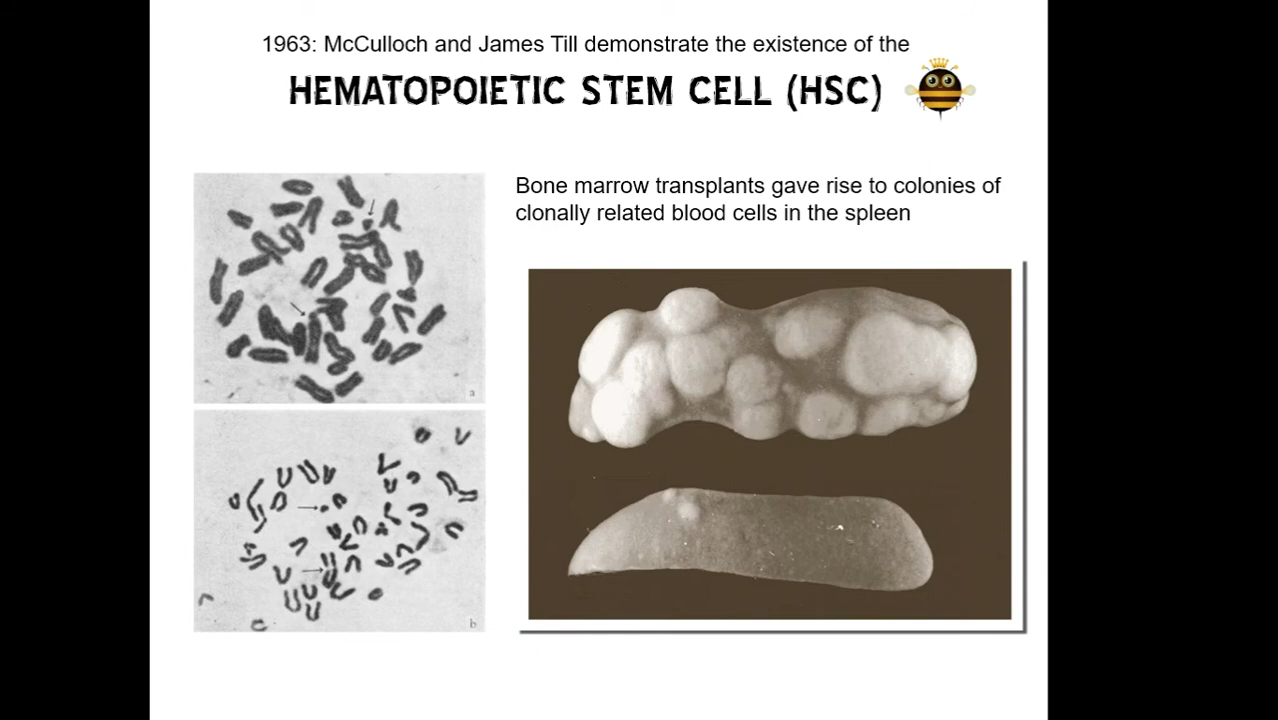 1963: McCulloch and James Till demonstrate the existence of the
HEMATOPOIETIC STEM CELL (HSC)
Bone marrow transplants gave rise to colonies of
clonally related blood cells in the spleen
a
b